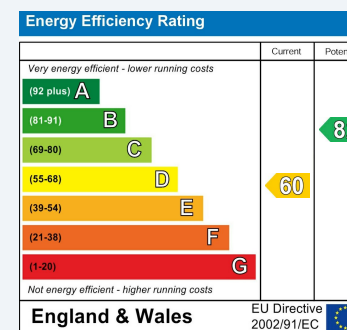 Energy Efficiency Rating
Current
Very energy efficient - lower running costs
(92 plus) A
(81-91) B
(69-80) C
(55-68) D
60
(39-54) E
(21-38) F
(1-20) G
Not energy efficient - higher running costs
England & Wales
EU Directive
2002/91/EC